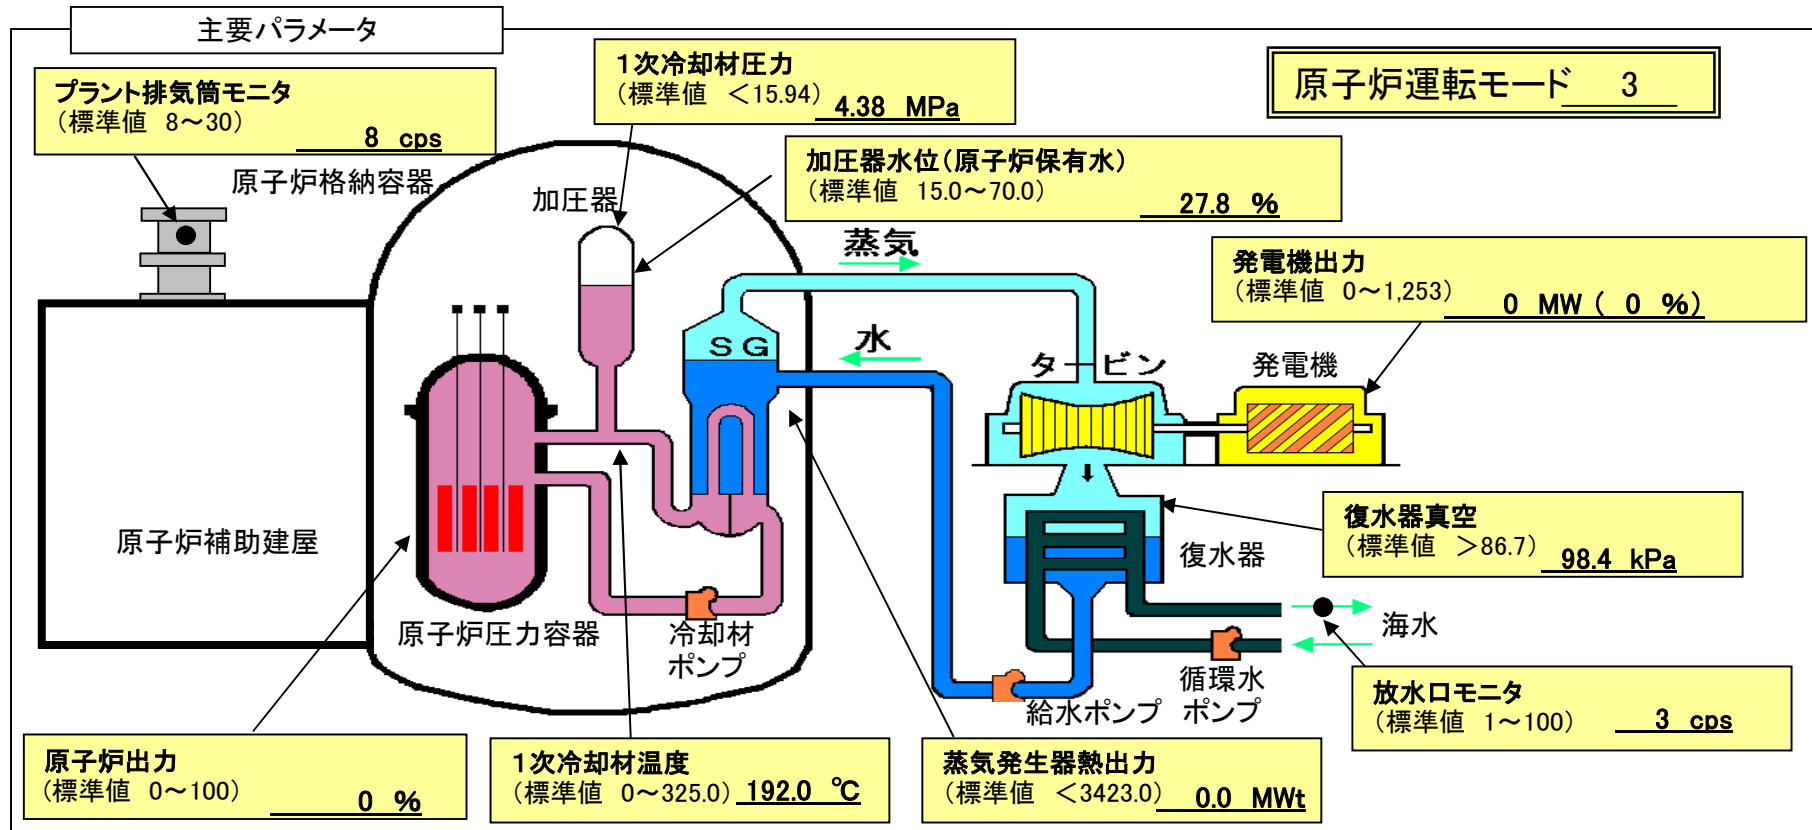 主要パラメータ
原子炉運転モード 3
プラント排気筒モニタ
(標準値 8～30)
8 cps
1次冷却材圧力
(標準値 <15.94)
4.38 MPa
加圧器水位(原子炉保有水)
(標準値 15.0～70.0)
27.8 %
発電機出力
(標準値 0～1,253)
0 MW ( 0 %)
原子炉格納容器
加圧器
蒸気
水
SG
タービン
発電機
原子炉補助建屋
原子炉圧力容器
冷却材
ポンプ
復水器
復水器真空
(標準値 >86.7)
98.4 kPa
海水
循環水
ポンプ
給水ポンプ
放水口モニタ
(標準値 1～100)
3 cps
原子炉出力
(標準値 0～100)
0 %
1次冷却材温度
(標準値 0～325.0)
192.0 ℃
蒸気発生器熱出力
(標準値 <3423.0)
0.0 MWt